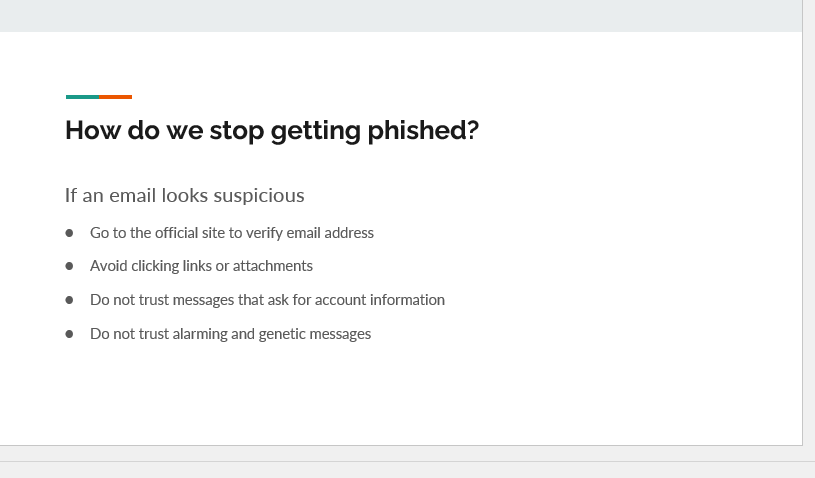 How do we stop getting phished?
If an email looks suspicious
● Go to the official site to verify email address
● Avoid clicking links or attachments
● Do not trust messages that ask for account information
● Do not trust alarming and genetic messages